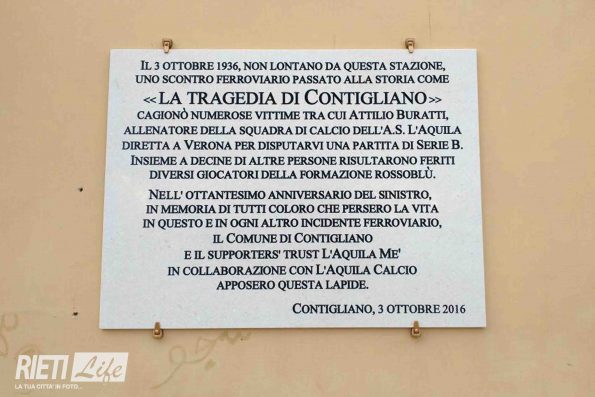 IL 3 OTTOBRE 1936, NON LONTANO DA QUESTA STAZIONE,
UNO SCONTRO FERROVIARIO PASSATO ALLA STORIA COME
«LA TRAGEDIA DI CONTIGLIANO»
CAGIONÒ NUMEROSE VITTIME TRA CUI ATTILIO BURATTI,
ALLENATORE DELLA SQUADRA DI CALCIO DELL'A.S. L'AQUILA
DIRETTA A VERONA PER DISPUTARVI UNA PARTITA DI SERIE B.
INSIEME A DECINE DI ALTRE PERSONE RISULTARONO FERITI
DIVERSI GIOCATORI DELLA FORMAZIONE ROSSOBLÙ.
NELL' OTTANTESIMO ANNIVERSARIO DEL SINISTRO,
IN MEMORIA DI TUTTI COLORO CHE PERSERO LA VITA
IN QUESTO E IN OGNI ALTRO INCIDENTE FERROVIARIO,
IL COMUNE DI CONTIGLIANO
E IL SUPPORTERS' TRUST L'AQUILA ME'
IN COLLABORAZIONE CON L'AQUILA CALCIO
APPOSERO QUESTA LAPIDE.
CONTIGLIANO, 3 OTTOBRE 2016
RIETI Life
LA TUA CITTA' IN FOTO...